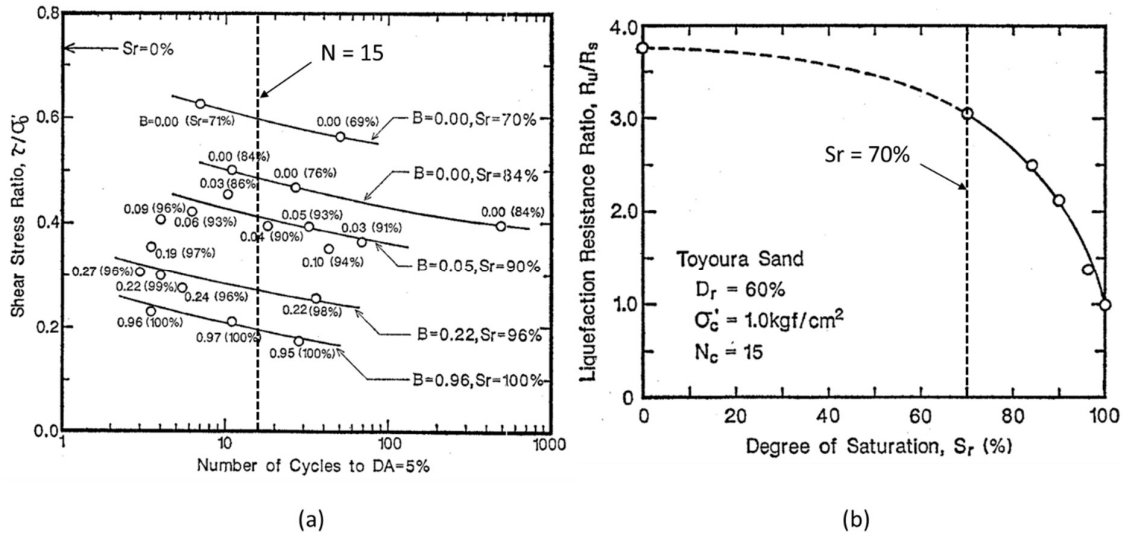 Shear Stress Ratio, τ/σ₀'
0.8
0.6
0.4
0.2
0.0
1
10
100
1000
Number of Cycles to DA=5%
Sr=0%
N = 15
B=0.00 (Sr=71%)
0.00 (69%)
B=0.00,Sr=70%
0.00 (84%)
0.03(86%)
0.00 (76%)
B=0.00,Sr=84%
0.09 (96%)
0.06 (93%)
0.05 (93%)
0.00 (84%)
0.04 (90%)
0.03 (91%)
0.19 (97%)
0.10 (94%)
B=0.05,Sr=90%
0.27(96%)
0.22(99%)
0.24 (96%)
0.22(98%)
B=0.22,Sr=96%
0.96 (100%)
0.97 (100%)
0.95 (100%)
B=0.96,Sr=100%
(a)
Liquefaction Resistance Ratio, Rᵤ/Rₛ
4.0
3.0
2.0
1.0
.0
0
20
40
60
80
100
Degree of Saturation, Sᵣ (%)
Sr = 70%
Toyoura Sand
Dᵣ = 60%
σ꜀' = 1.0kgf/cm²
N꜀ = 15
(b)